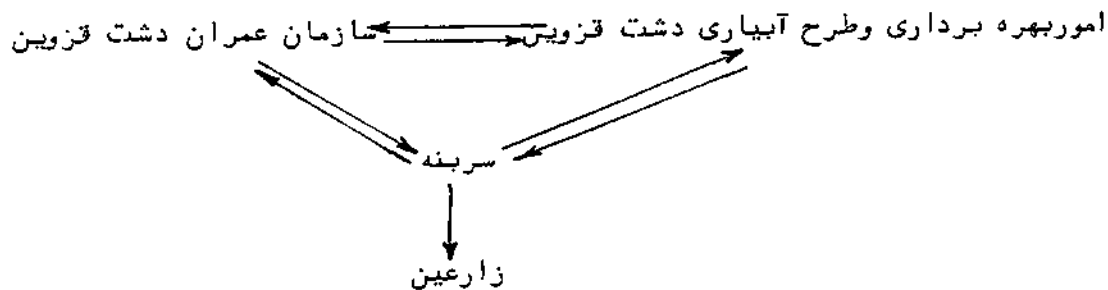 اموربهره برداری وطرح آبیاری دشت قزوین سازمان عمران دشت قزوین
سربنه
زارعین